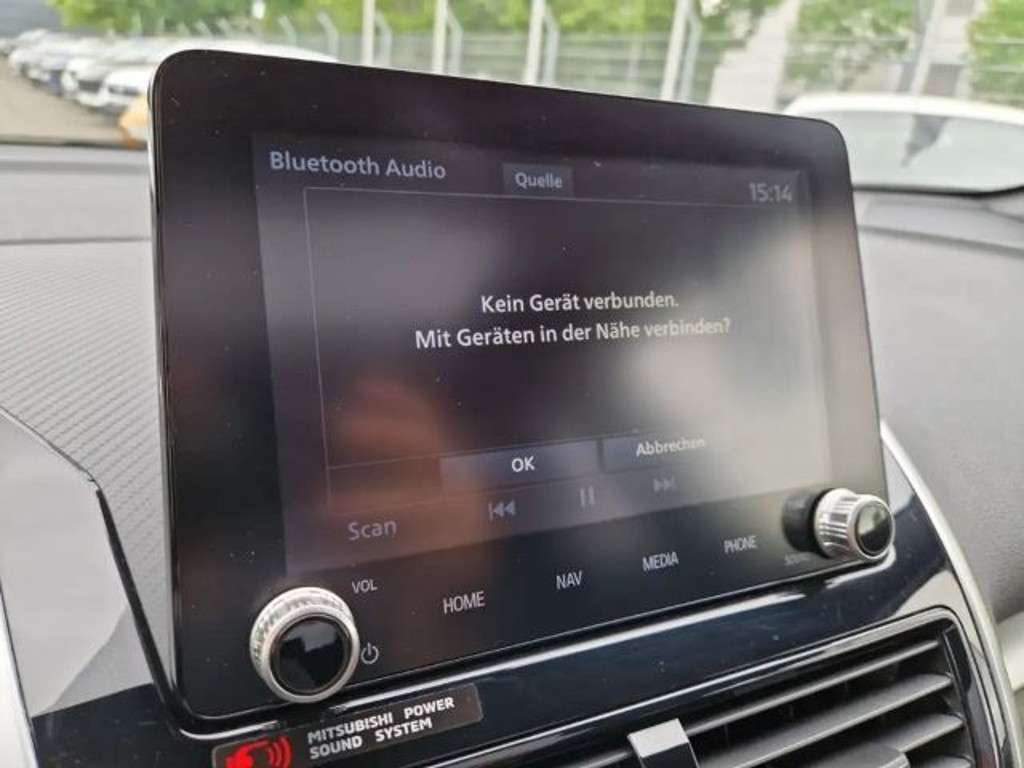 Bluetooth Audio
Quelle
15:14
Kein Gerät verbunden.
Mit Geräten in der Nähe verbinden?
OK
Abbrechen
Scan
VOL
HOME
NAV
MEDIA
PHONE
MITSUBISHI POWER
SOUND SYSTEM